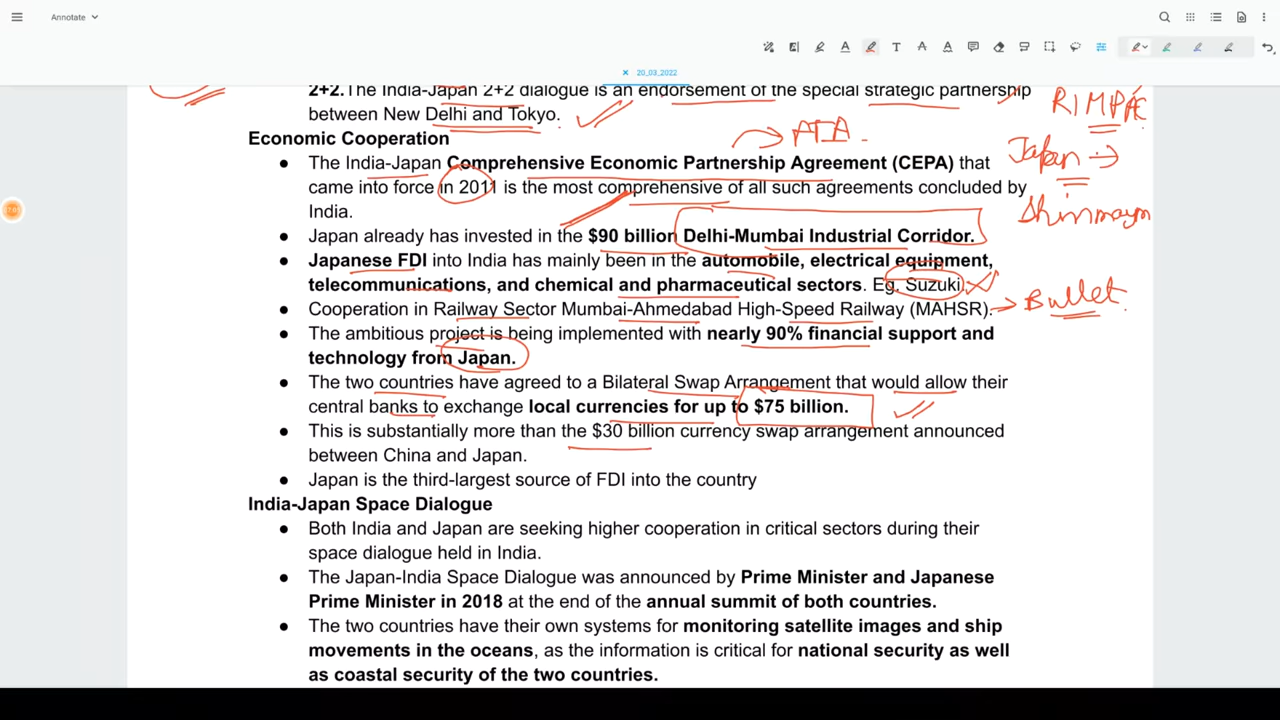 Annotate
20_03_2022
2+2.The India-Japan 2+2 dialogue is an endorsement of the special strategic partnership
between New Delhi and Tokyo.
RIMPAC
Economic Cooperation
The India-Japan Comprehensive Economic Partnership Agreement (CEPA) that
came into force in 2011 is the most comprehensive of all such agreements concluded by
India.
Japan
Japan already has invested in the $90 billion Delhi-Mumbai Industrial Corridor.
Japanese FDI into India has mainly been in the automobile, electrical equipment,
telecommunications, and chemical and pharmaceutical sectors. Eg. Suzuki
Cooperation in Railway Sector Mumbai-Ahmedabad High-Speed Railway (MAHSR).
Bullet
The ambitious project is being implemented with nearly 90% financial support and
technology from Japan.
The two countries have agreed to a Bilateral Swap Arrangement that would allow their
central banks to exchange local currencies for up to $75 billion.
This is substantially more than the $30 billion currency swap arrangement announced
between China and Japan.
Japan is the third-largest source of FDI into the country
India-Japan Space Dialogue
Both India and Japan are seeking higher cooperation in critical sectors during their
space dialogue held in India.
The Japan-India Space Dialogue was announced by Prime Minister and Japanese
Prime Minister in 2018 at the end of the annual summit of both countries.
The two countries have their own systems for monitoring satellite images and ship
movements in the oceans, as the information is critical for national security as well
as coastal security of the two countries.